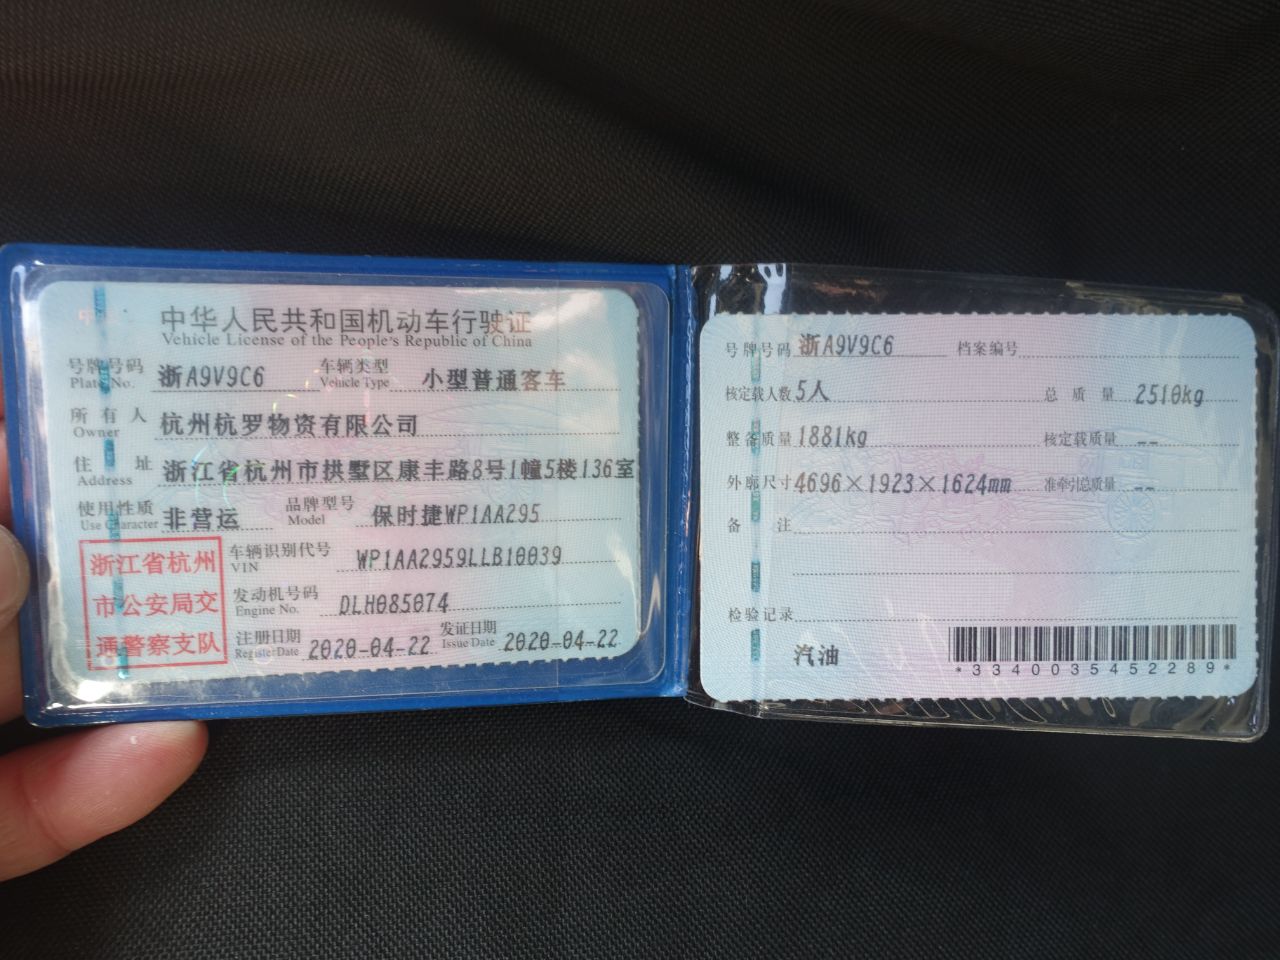 中华人民共和国机动车行驶证
Vehicle License of the People's Republic of China
号牌号码 浙A9V9C6 车辆类型 小型普通客车
Plate No. Vehicle Type
所有人 杭州杭罗物资有限公司
Owner
住址 浙江省杭州市拱墅区康丰路8号1幢5楼136室
Address
使用性质 非营运 品牌型号 保时捷WP1AA295
Use Character Model
浙江省杭州
市公安局交
通警察支队
车辆识别代号 WP1AA2959LLB10039
VIN
发动机号码 DLH085074
Engine No.
注册日期 2020-04-22 发证日期 2020-04-22
Register Date Issue Date
号牌号码 浙A9V9C6 档案编号
核定载人数 5人 总质量 2510kg
整备质量 1881kg 核定载质量 --
外廓尺寸 4696×1923×1624mm 准牵引总质量 --
备注
检验记录
汽油
*3340035452289*